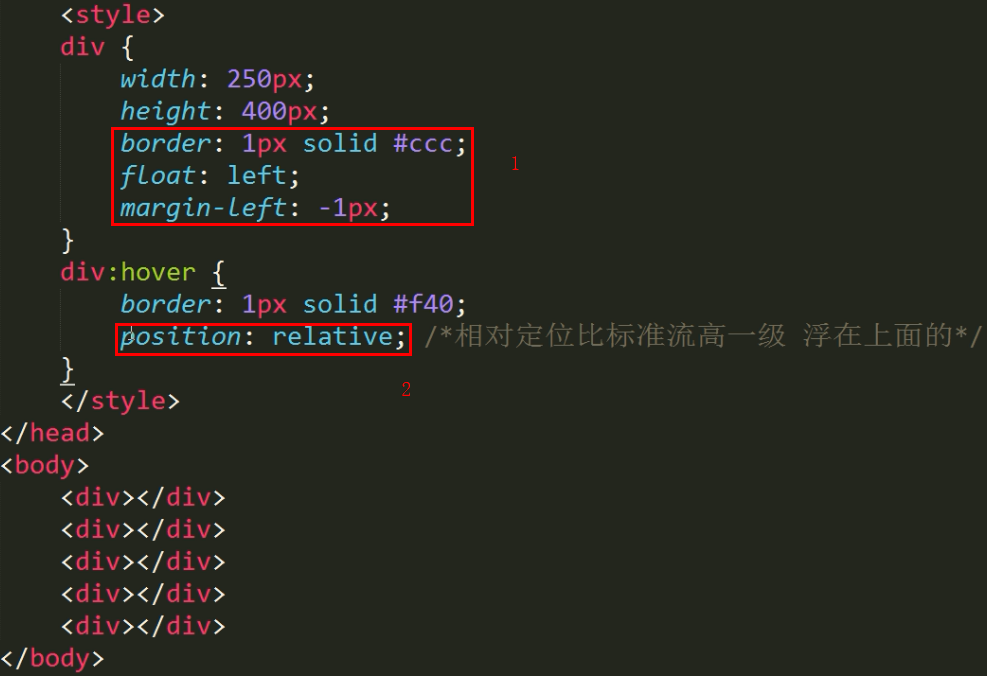 <style>
div {
width: 250px;
height: 400px;
border: 1px solid #ccc;
float: left;
margin-left: -1px;
1
}
div:hover {
border: 1px solid #f40;
position: relative; /*相对定位比标准流高一级 浮在上面的*/
2
}
</style>
</head>
<body>
<div></div>
<div></div>
<div></div>
<div></div>
<div></div>
</body>